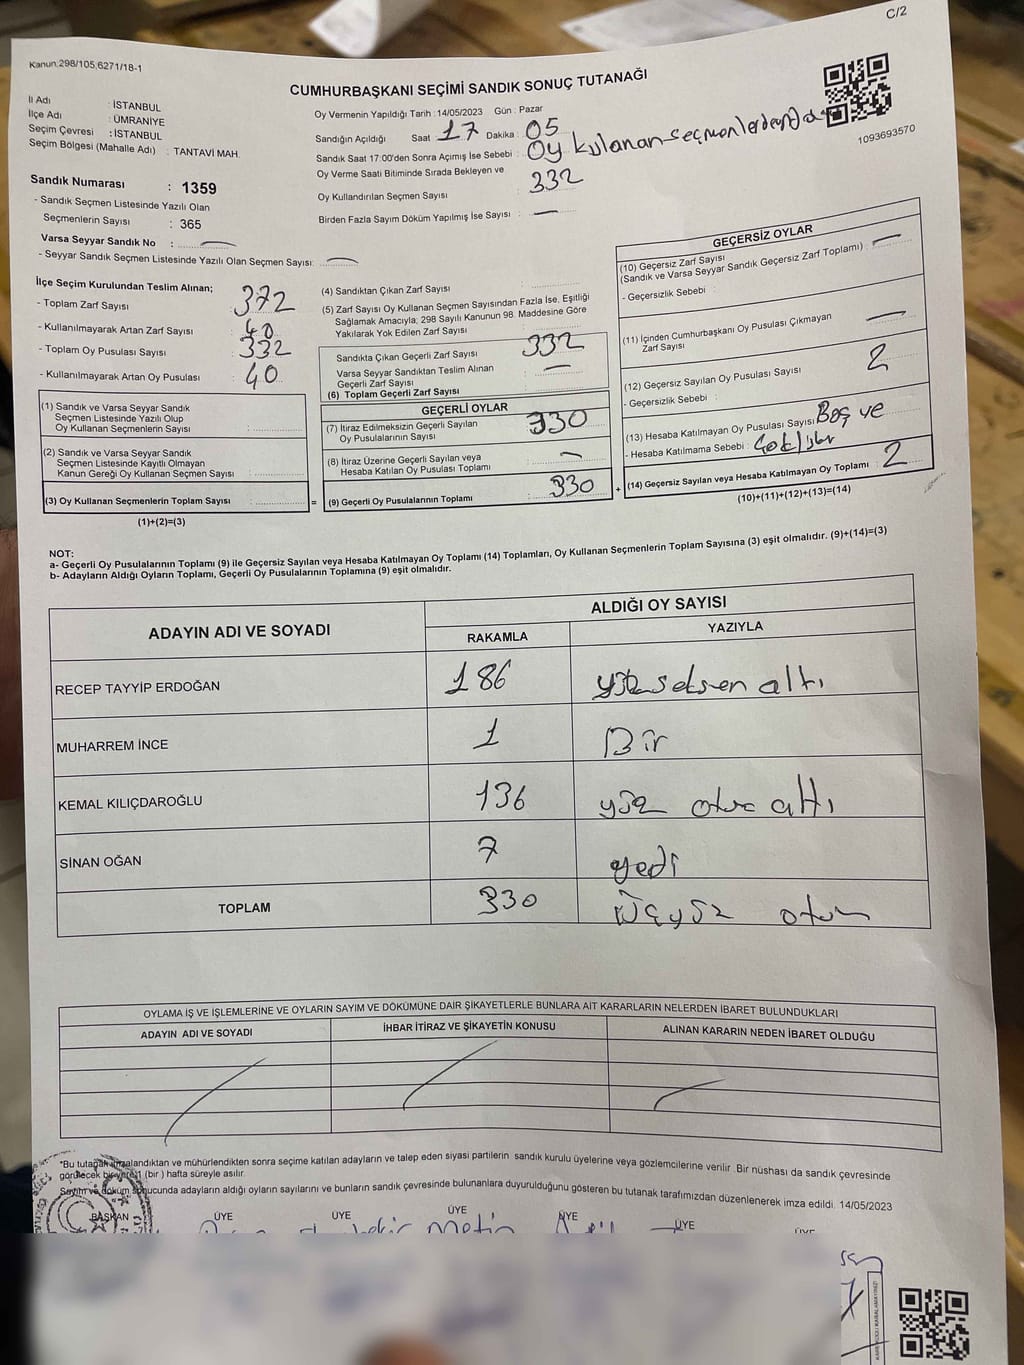 C/2
Kanun:298/105,6271/18-1
CUMHURBAŞKANI SEÇİMİ SANDIK SONUÇ TUTANAĞI
1093693570
İl Adı : İSTANBUL
İlçe Adı : ÜMRANİYE
Seçim Çevresi : İSTANBUL
Seçim Bölgesi (Mahalle Adı) : TANTAVİ MAH.
Oy Vermenin Yapıldığı Tarih : 14/05/2023 Gün : Pazar
Sandığın Açıldığı Saat 17 Dakika : 05
Sandık Saat 17:00'den Sonra Açımış İse Sebebi : Oy kulanan seçmenlerden
Oy Verme Saati Bitiminde Sırada Bekleyen ve
Oy Kullandırılan Seçmen Sayısı 332
Birden Fazla Sayım Döküm Yapılmış İse Sayısı : —
Sandık Numarası : 1359
- Sandık Seçmen Listesinde Yazılı Olan
Seçmenlerin Sayısı : 365
Varsa Seyyar Sandık No : —
- Seyyar Sandık Seçmen Listesinde Yazılı Olan Seçmen Sayısı: —
İlçe Seçim Kurulundan Teslim Alınan;
- Toplam Zarf Sayısı : 372
- Kullanılmayarak Artan Zarf Sayısı : 40
- Toplam Oy Pusulası Sayısı : 332
- Kullanılmayarak Artan Oy Pusulası : 40
(1) Sandık ve Varsa Seyyar Sandık
Seçmen Listesinde Yazılı Olup
Oy Kullanan Seçmenlerin Sayısı :
(2) Sandık ve Varsa Seyyar Sandık
Seçmen Listesinde Kayıtlı Olmayan
Kanun Gereği Oy Kullanan Seçmen Sayısı :
(3) Oy Kullanan Seçmenlerin Toplam Sayısı :
(1)+(2)=(3)
(4) Sandıktan Çıkan Zarf Sayısı :
(5) Zarf Sayısı Oy Kullanan Seçmen Sayısından Fazla İse, Eşitliği
Sağlamak Amacıyla; 298 Sayılı Kanunun 98. Maddesine Göre
Yakılarak Yok Edilen Zarf Sayısı :
Sandıkta Çıkan Geçerli Zarf Sayısı : 332
Varsa Seyyar Sandıktan Teslim Alınan
Geçerli Zarf Sayısı : —
(6) Toplam Geçerli Zarf Sayısı
GEÇERLİ OYLAR
(7) İtiraz Edilmeksizin Geçerli Sayılan
Oy Pusulalarının Sayısı : 330
(8) İtiraz Üzerine Geçerli Sayılan veya
Hesaba Katılan Oy Pusulası Toplamı : —
= (9) Geçerli Oy Pusulalarının Toplamı : 330
GEÇERSİZ OYLAR
(10) Geçersiz Zarf Sayısı
(Sandık ve Varsa Seyyar Sandık Geçersiz Zarf Toplamı) : —
- Geçersizlik Sebebi :
(11) İçinden Cumhurbaşkanı Oy Pusulası Çıkmayan
Zarf Sayısı : —
(12) Geçersiz Sayılan Oy Pusulası Sayısı : 2
- Geçersizlik Sebebi :
(13) Hesaba Katılmayan Oy Pusulası Sayısı : Boş ve
- Hesaba Katılmama Sebebi :
+ (14) Geçersiz Sayılan veya Hesaba Katılmayan Oy Toplamı : 2
(10)+(11)+(12)+(13)=(14)
NOT:
a- Geçerli Oy Pusulalarının Toplamı (9) ile Geçersiz Sayılan veya Hesaba Katılmayan Oy Toplamı (14) Toplamları, Oy Kullanan Seçmenlerin Toplam Sayısına (3) eşit olmalıdır. (9)+(14)=(3)
b- Adayların Aldığı Oyların Toplamı, Geçerli Oy Pusulalarının Toplamına (9) eşit olmalıdır.
ADAYIN ADI VE SOYADI
ALDIĞI OY SAYISI
RAKAMLA YAZIYLA
RECEP TAYYİP ERDOĞAN 186 yüzseksen altı
MUHARREM İNCE 1 Bir
KEMAL KILIÇDAROĞLU 136 yüz otuz altı
SİNAN OĞAN 7 yedi
TOPLAM 330 Üçyüz otuz
OYLAMA İŞ VE İŞLEMLERİNE VE OYLARIN SAYIM VE DÖKÜMÜNE DAİR ŞİKAYETLERLE BUNLARA AİT KARARLARIN NELERDEN İBARET BULUNDUKLARI
ADAYIN ADI VE SOYADI İHBAR İTİRAZ VE ŞİKAYETİN KONUSU ALINAN KARARIN NEDEN İBARET OLDUĞU
*Bu tutanak imzalandıktan ve mühürlendikten sonra seçime katılan adayların ve talep eden siyasi partilerin sandık kurulu üyelerine veya gözlemcilerine verilir. Bir nüshası da sandık çevresinde
görülecek bir yere 1 (bir ) hafta süreyle asılır.
Sayım ve döküm sonucunda adayların aldığı oyların sayılarını ve bunların sandık çevresinde bulunanlara duyurulduğunu gösteren bu tutanak tarafımızdan düzenlenerek imza edildi. 14/05/2023
BAŞKAN ÜYE ÜYE ÜYE ÜYE ÜYE ÜYE
Metin